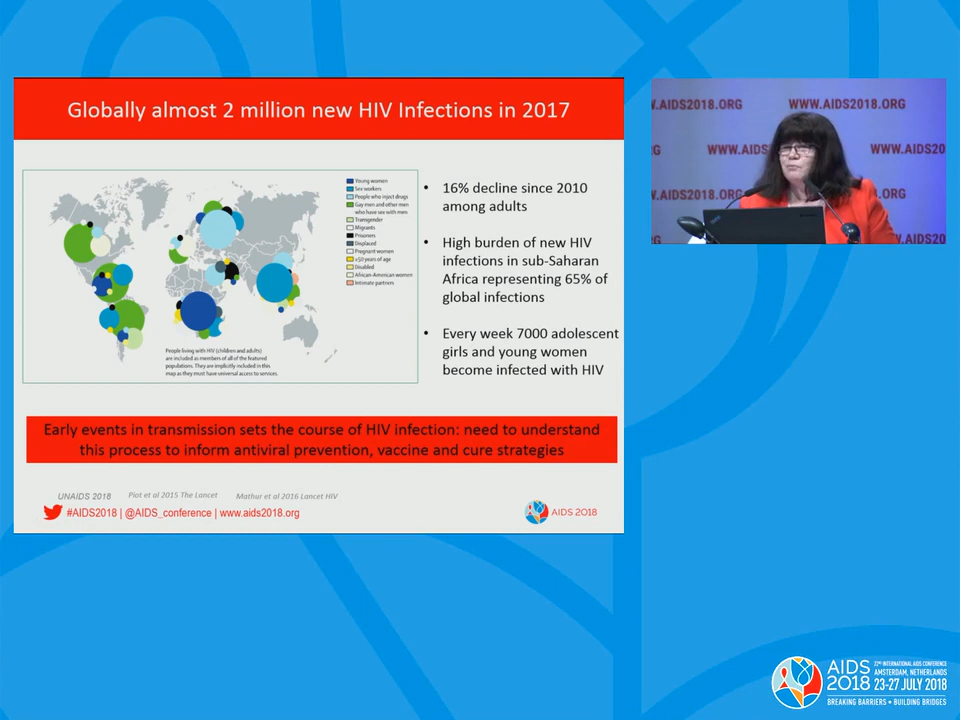 Globally almost 2 million new HIV Infections in 2017
Young women
Sex workers
People who inject drugs
Gay men and other men
who have sex with men
Transgender
Migrants
Prisoners
Displaced
Pregnant women
≥50 years of age
Disabled
African-American women
Intimate partners
People living with HIV (children and adults)
are included as members of all of the featured
populations. They are implicitly included in this
map as they must have universal access to services.
• 16% decline since 2010
among adults
• High burden of new HIV
infections in sub-Saharan
Africa representing 65% of
global infections
• Every week 7000 adolescent
girls and young women
become infected with HIV
Early events in transmission sets the course of HIV infection: need to understand
this process to inform antiviral prevention, vaccine and cure strategies
UNAIDS 2018 Piot et al 2015 The Lancet Mathur et al 2016 Lancet HIV
#AIDS2018 | @AIDS_conference | www.aids2018.org
AIDS 2018
W.AIDS2018.ORG WWW.AIDS2018.ORG
G WWW.AIDS WWW.AIDS20
W.AIDS2018 .ORG
WWW.AIDS S20
AIDS
2018
22ND INTERNATIONAL AIDS CONFERENCE
AMSTERDAM, NETHERLANDS
23-27 JULY 2018
BREAKING BARRIERS • BUILDING BRIDGES